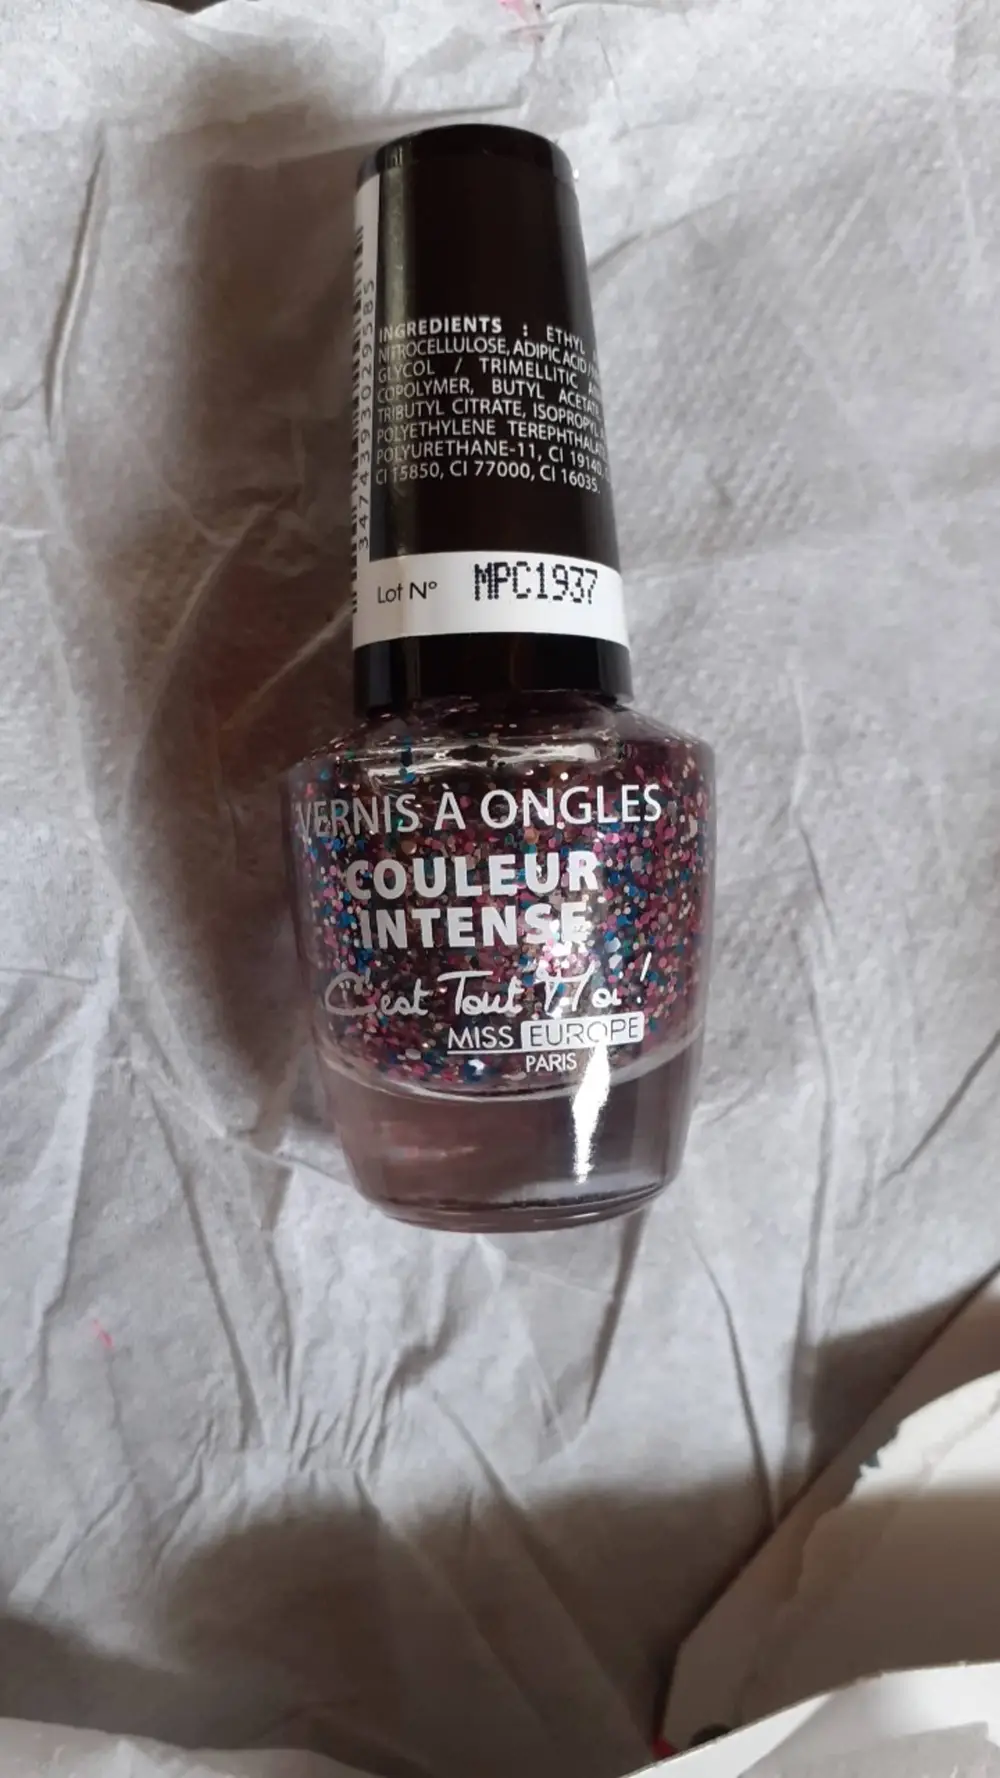 INGREDIENTS : ETHYL
NITROCELLULOSE, ADIPIC ACID /
GLYCOL / TRIMELLITIC
COPOLYMER, BUTYL ACETATE
TRIBUTYL CITRATE, ISOPROPYL
POLYETHYLENE TEREPHTHALATE
POLYURETHANE-11, CI 19140,
CI 15850, CI 77000, CI 16035.
3474393029585
Lot N° MPC1937
VERNIS À ONGLES
COULEUR
INTENSE
C'est Tout Moi !
MISS EUROPE
PARIS